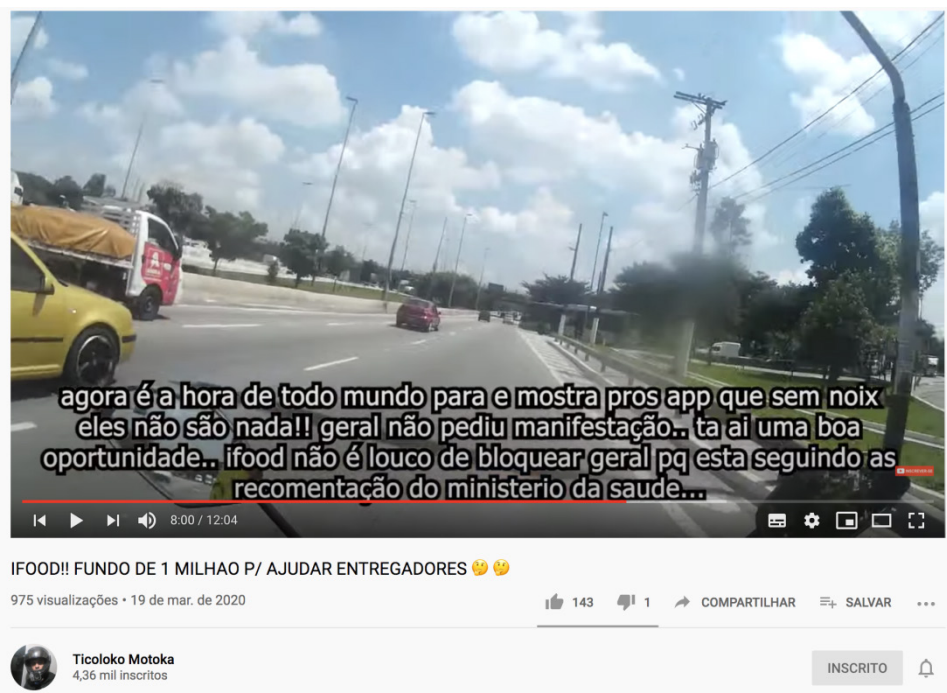 agora é a hora de todo mundo para e mostra pros app que sem noix
eles não são nada!! geral não pediu manifestação.. ta ai uma boa
oportunidade.. ifood não é louco de bloquear geral pq esta seguindo as
recomentação do ministerio da saude...
INSCREVER-SE
8:00 / 12:04
IFOOD!! FUNDO DE 1 MILHAO P/ AJUDAR ENTREGADORES 🤔 🤔
975 visualizações • 19 de mar. de 2020
143 1 COMPARTILHAR SALVAR ...
Ticoloko Motoka
4,36 mil inscritos
INSCRITO